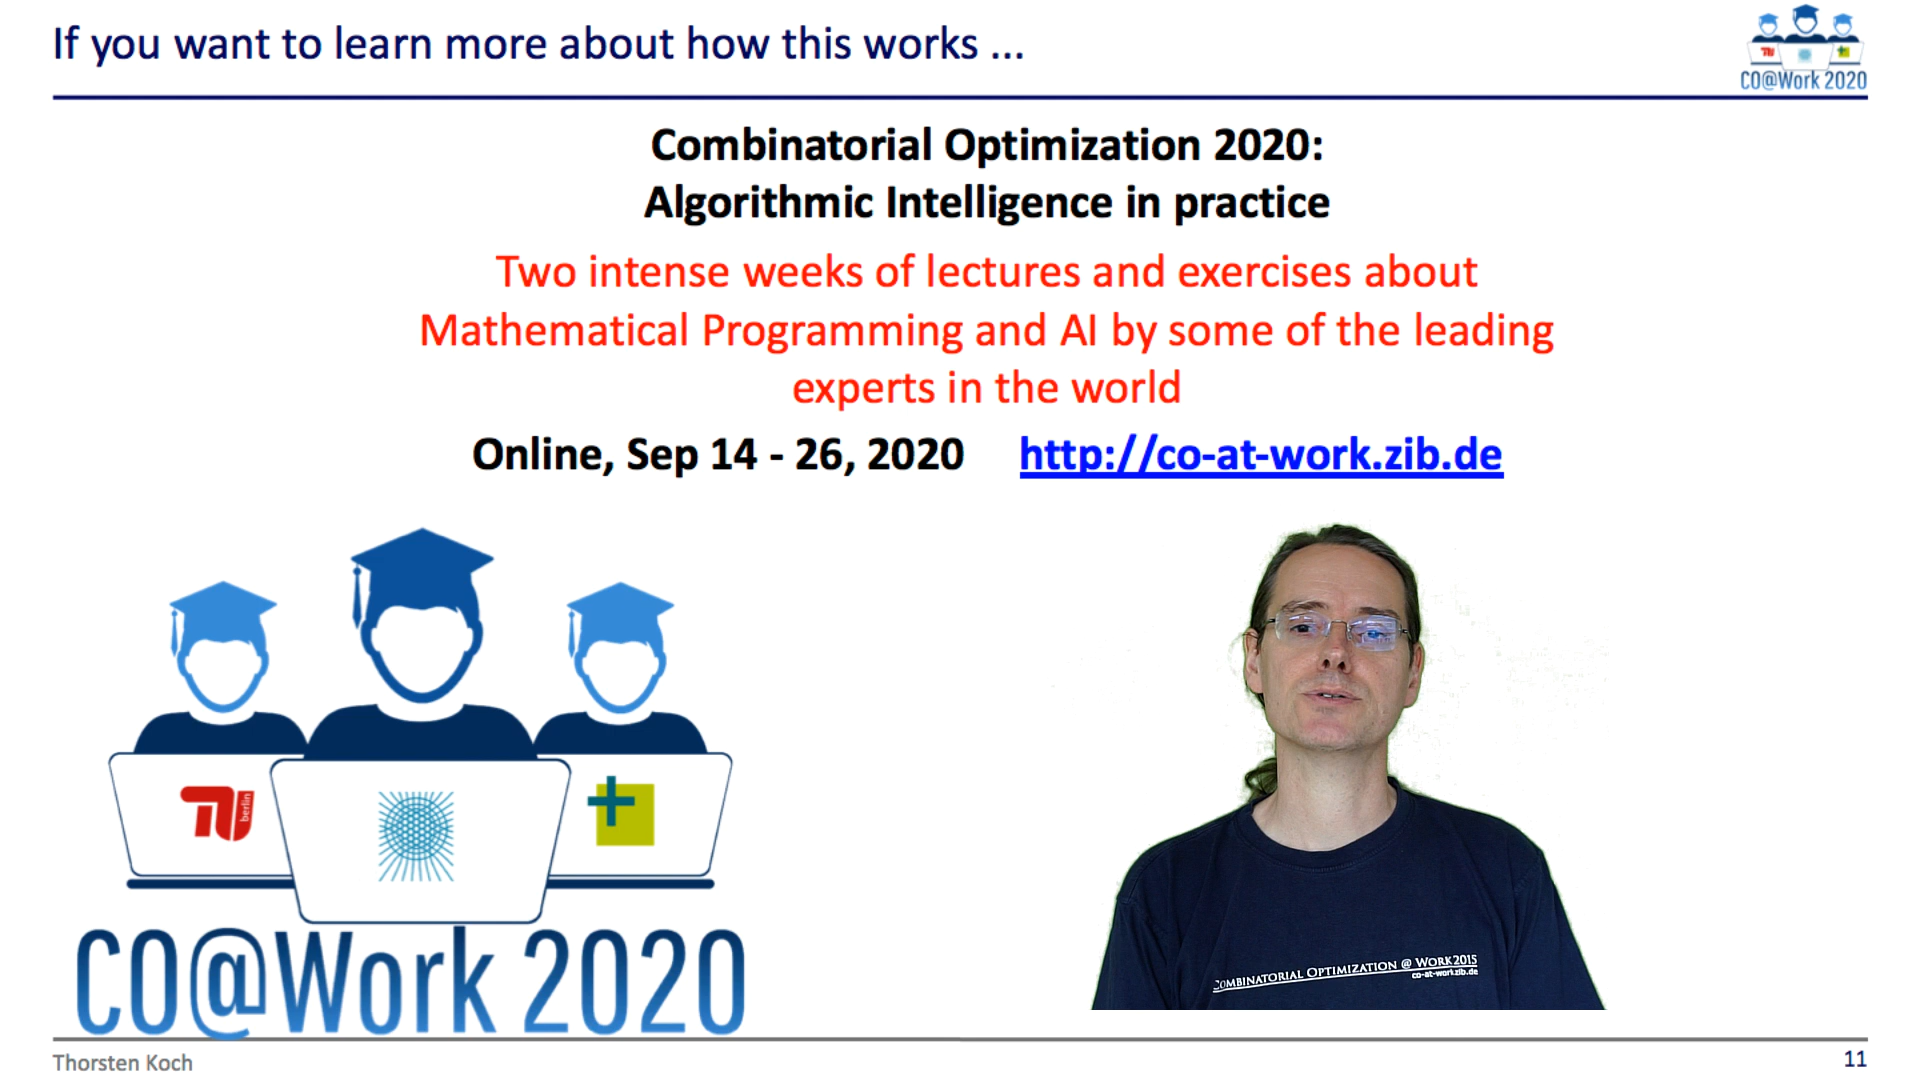 If you want to learn more about how this works ...
CO@Work 2020
Combinatorial Optimization 2020:
Algorithmic Intelligence in practice
Two intense weeks of lectures and exercises about
Mathematical Programming and AI by some of the leading
experts in the world
Online, Sep 14 - 26, 2020 http://co-at-work.zib.de
berlin
CO@Work 2020
COMBINATORIAL OPTIMIZATION @ WORK2015
co-at-work.zib.de
Thorsten Koch
11